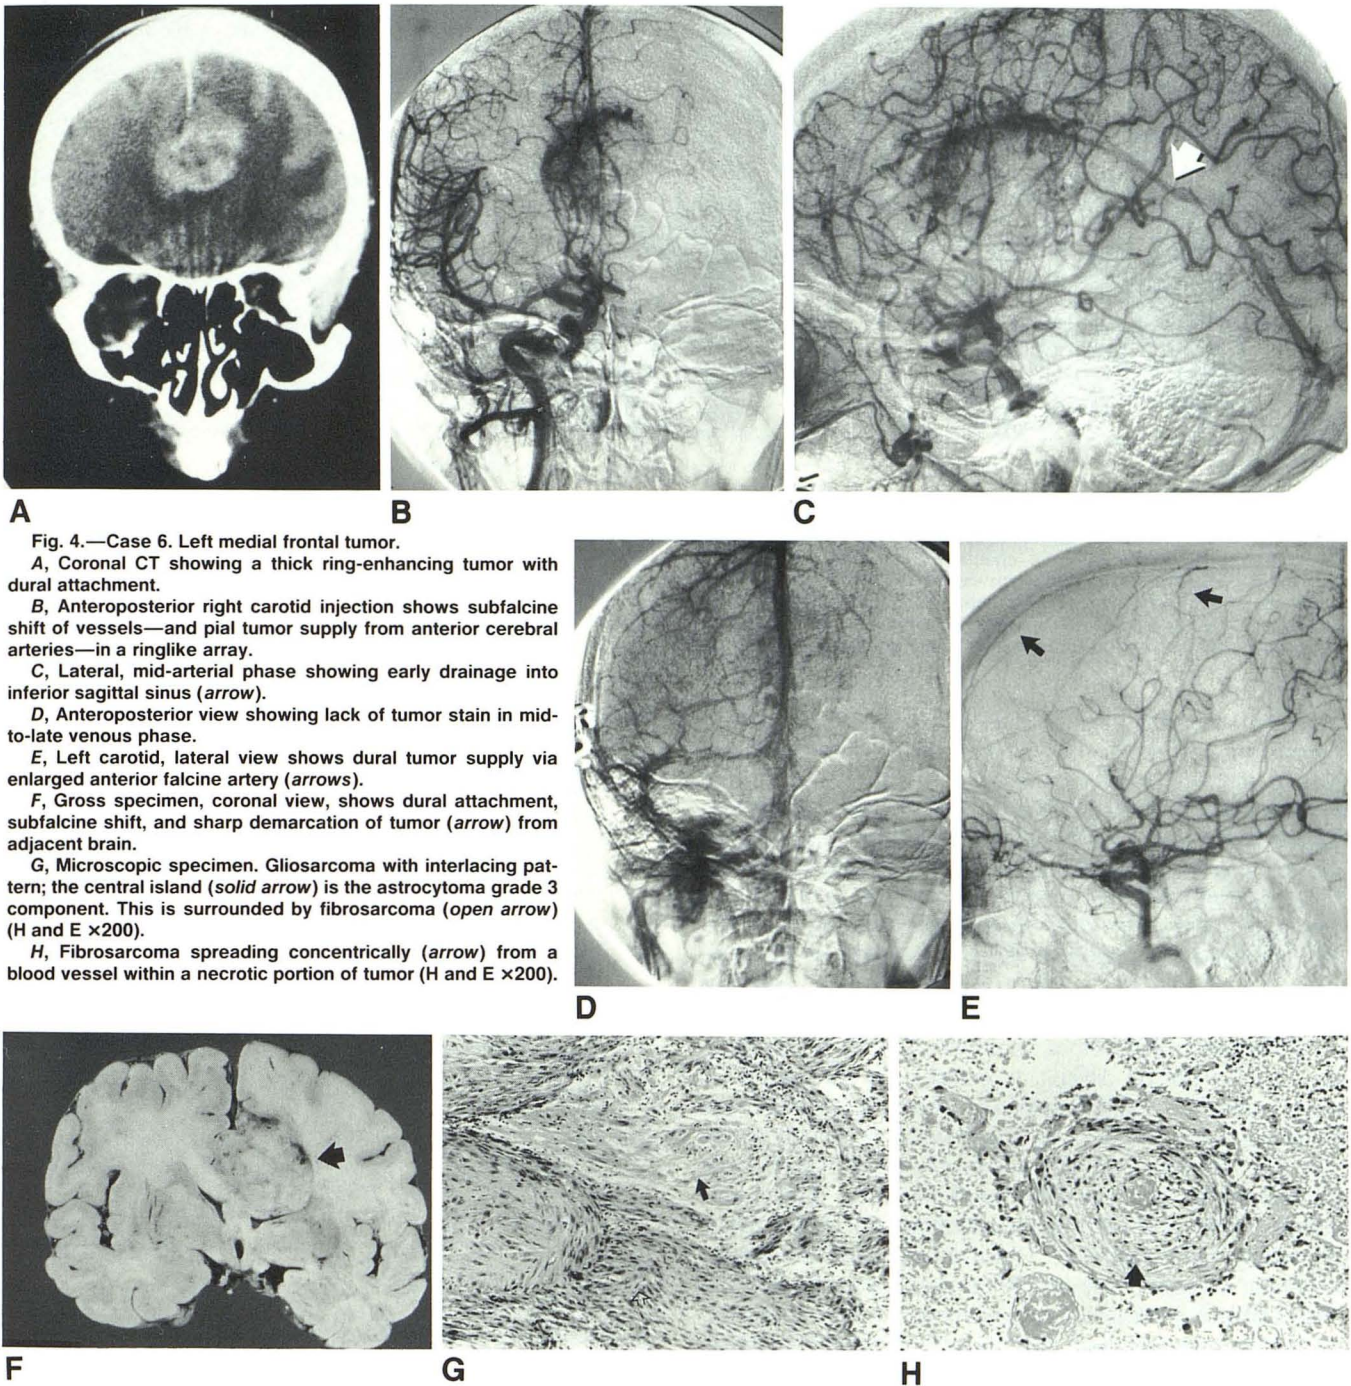 A
B
C
Fig. 4.—Case 6. Left medial frontal tumor.
A, Coronal CT showing a thick ring-enhancing tumor with
dural attachment.
B, Anteroposterior right carotid injection shows subfalcine
shift of vessels—and pial tumor supply from anterior cerebral
arteries—in a ringlike array.
C, Lateral, mid-arterial phase showing early drainage into
inferior sagittal sinus (arrow).
D, Anteroposterior view showing lack of tumor stain in mid-
to-late venous phase.
E, Left carotid, lateral view shows dural tumor supply via
enlarged anterior falcine artery (arrows).
F, Gross specimen, coronal view, shows dural attachment,
subfalcine shift, and sharp demarcation of tumor (arrow) from
adjacent brain.
G, Microscopic specimen. Gliosarcoma with interlacing pat-
tern; the central island (solid arrow) is the astrocytoma grade 3
component. This is surrounded by fibrosarcoma (open arrow)
(H and E ×200).
H, Fibrosarcoma spreading concentrically (arrow) from a
blood vessel within a necrotic portion of tumor (H and E ×200).
D
E
F
G
H